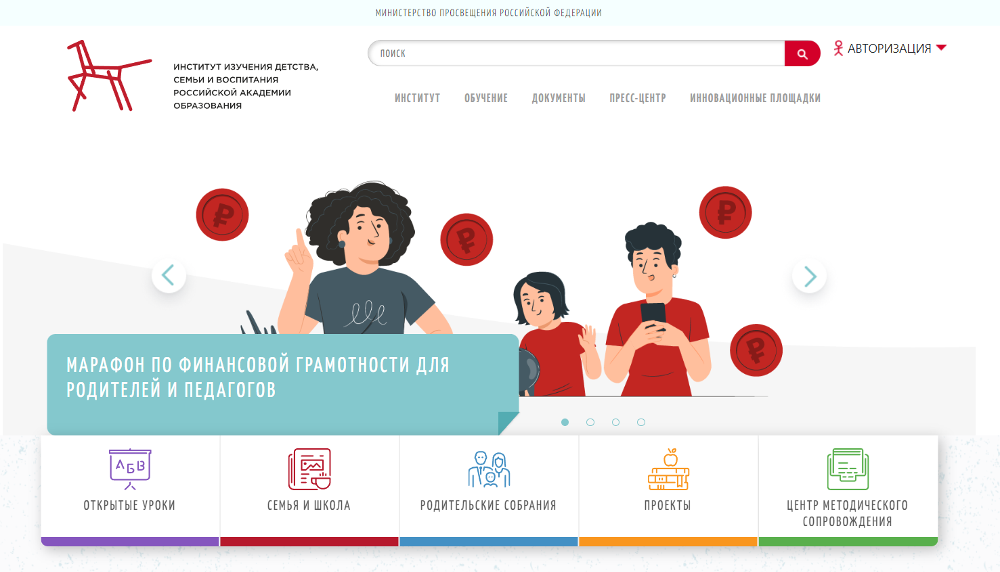 МИНИСТЕРСТВО ПРОСВЕЩЕНИЯ РОССИЙСКОЙ ФЕДЕРАЦИИ
ИНСТИТУТ ИЗУЧЕНИЯ ДЕТСТВА,
СЕМЬИ И ВОСПИТАНИЯ
РОССИЙСКОЙ АКАДЕМИИ
ОБРАЗОВАНИЯ
ПОИСК
АВТОРИЗАЦИЯ
ИНСТИТУТ ОБУЧЕНИЕ ДОКУМЕНТЫ ПРЕСС-ЦЕНТР ИННОВАЦИОННЫЕ ПЛОЩАДКИ
₽
₽
₽
₽
МАРАФОН ПО ФИНАНСОВОЙ ГРАМОТНОСТИ ДЛЯ
РОДИТЕЛЕЙ И ПЕДАГОГОВ
АБВ
ОТКРЫТЫЕ УРОКИ
СЕМЬЯ И ШКОЛА
РОДИТЕЛЬСКИЕ СОБРАНИЯ
ПРОЕКТЫ
ЦЕНТР МЕТОДИЧЕСКОГО
СОПРОВОЖДЕНИЯ